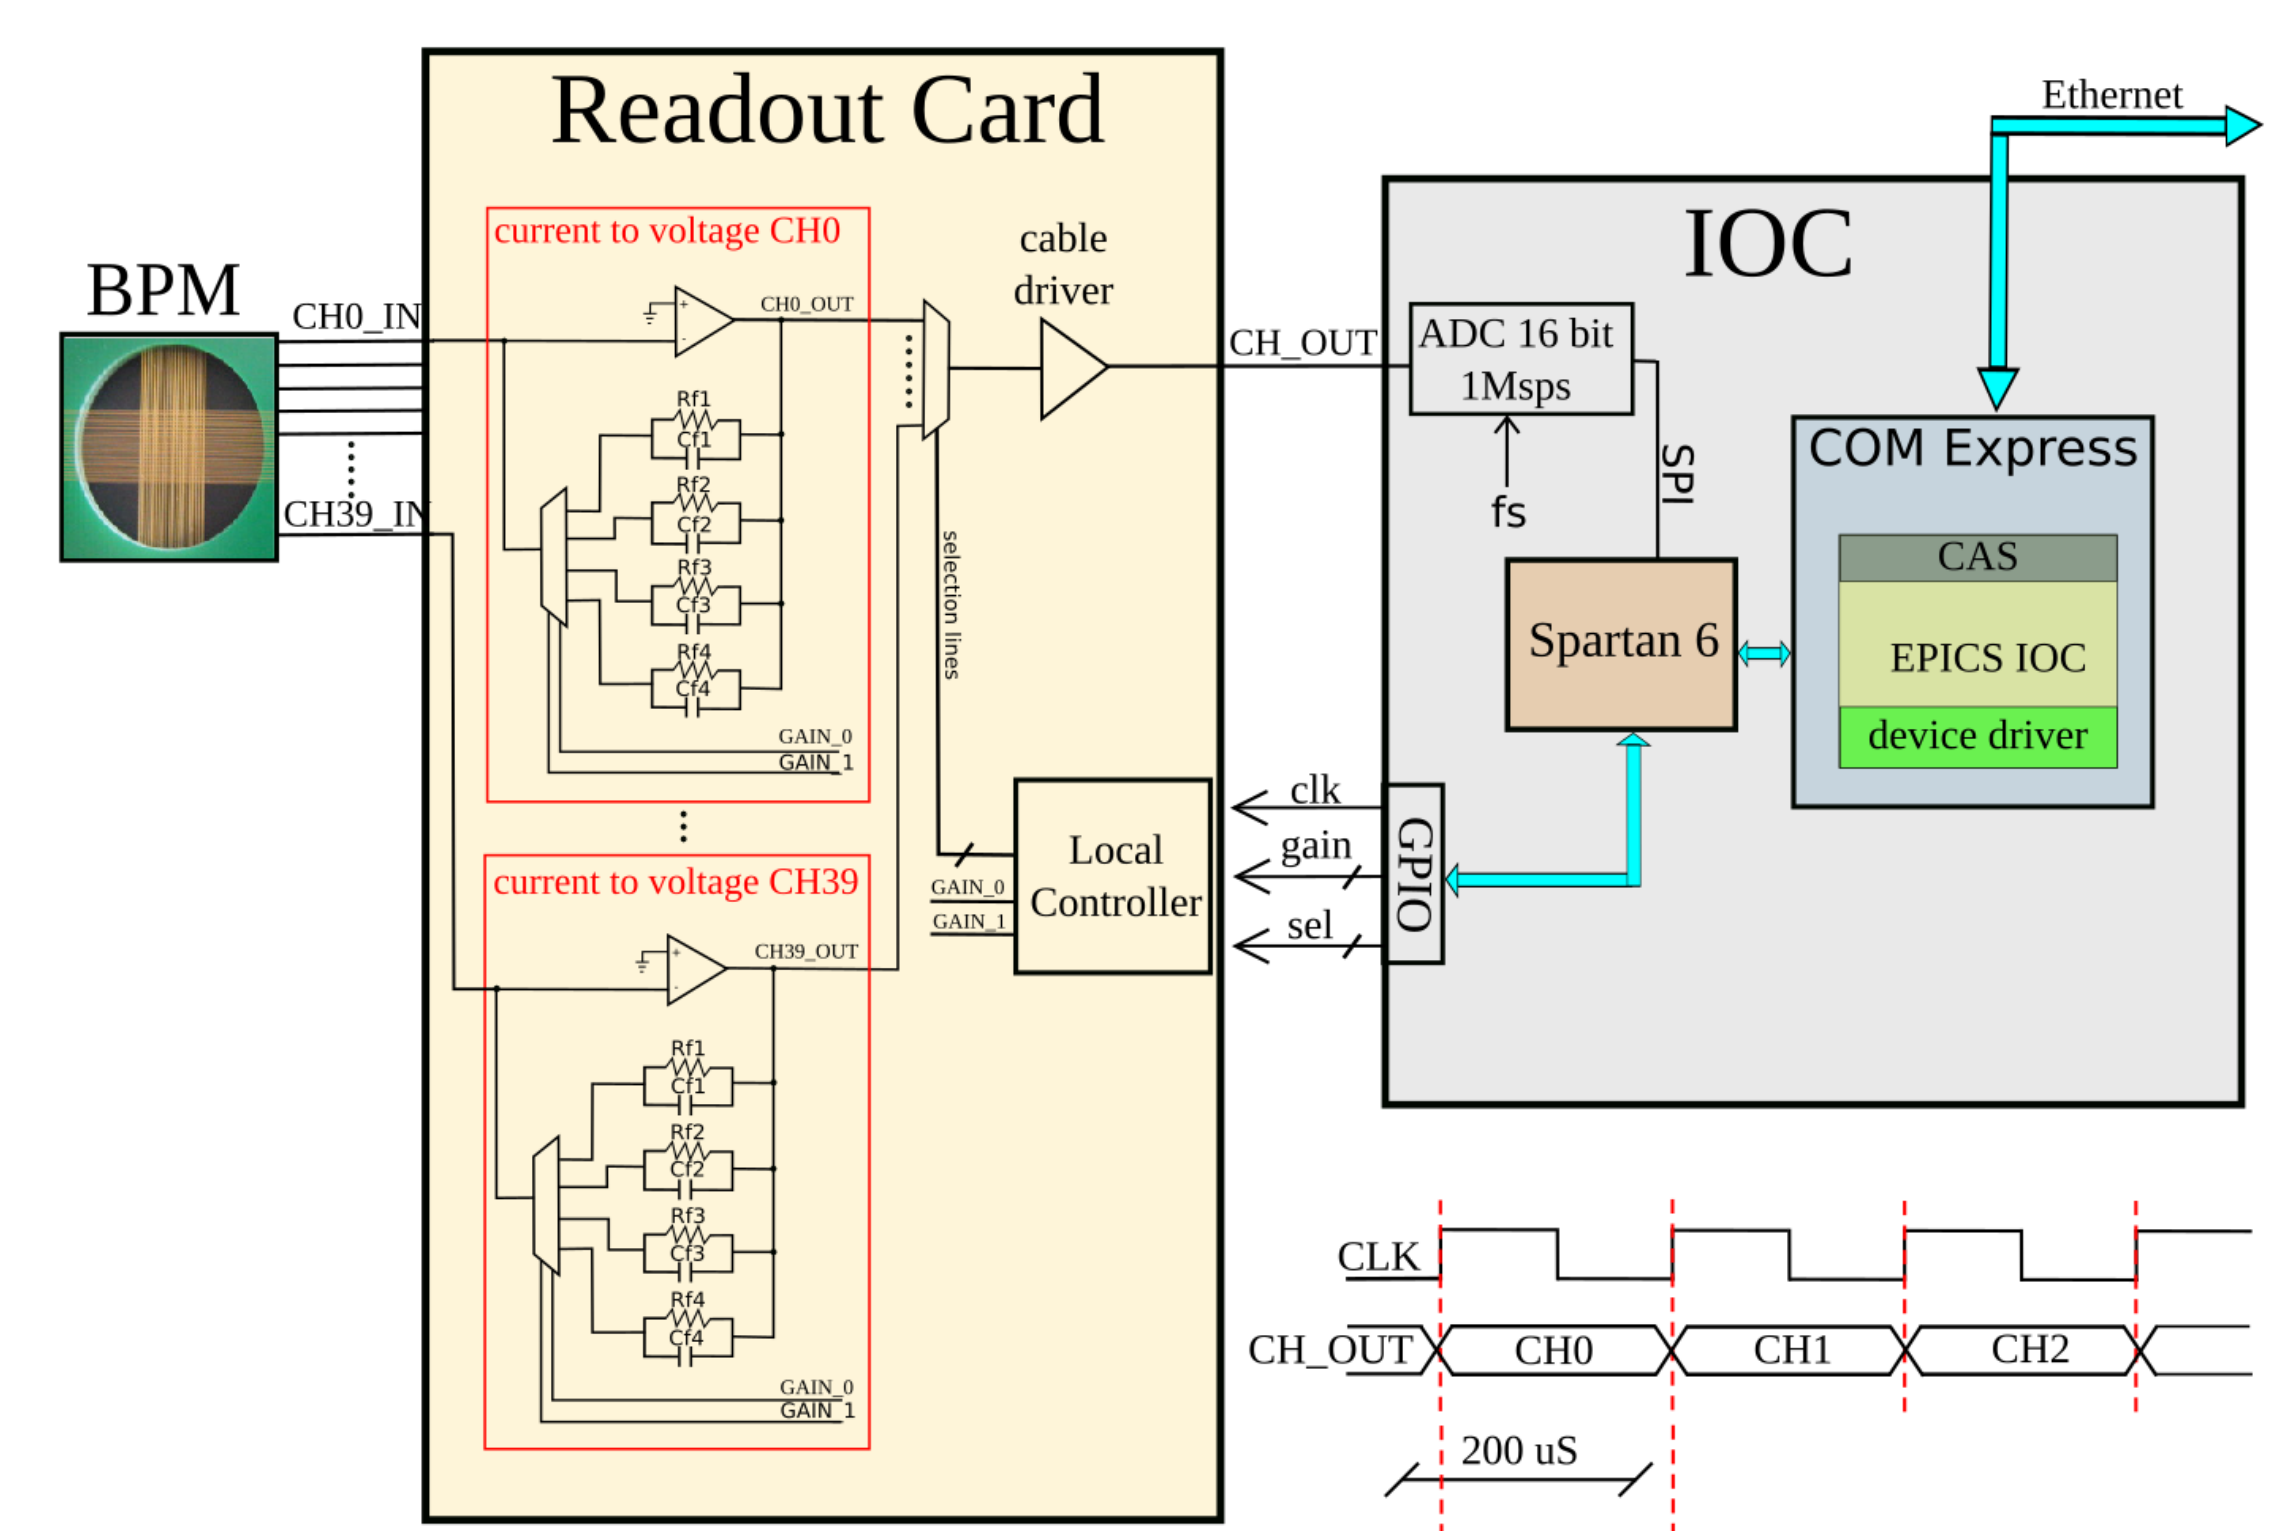 Readout Card
Ethernet
IOC
BPM
current to voltage CH0
cable
driver
CH0_IN
CH0_OUT
+
-
CH_OUT
ADC 16 bit
1Msps
fs
SPI
CH39_IN
Rf1
Cf1
Rf2
Cf2
Rf3
Cf3
Rf4
Cf4
GAIN_0
GAIN_1
selection lines
COM Express
CAS
EPICS IOC
device driver
Spartan 6
clk
gain
sel
GPIO
Local
Controller
GAIN_0
GAIN_1
current to voltage CH39
CH39_OUT
+
-
Rf1
Cf1
Rf2
Cf2
Rf3
Cf3
Rf4
Cf4
GAIN_0
GAIN_1
CLK
CH_OUT
CH0
CH1
CH2
200 uS